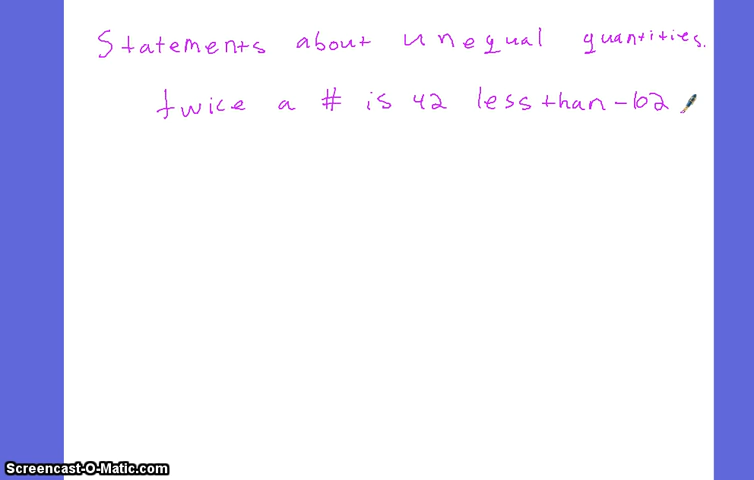 Statements about unequal quantities.
twice a # is 42 less than -62
Screencast-O-Matic.com